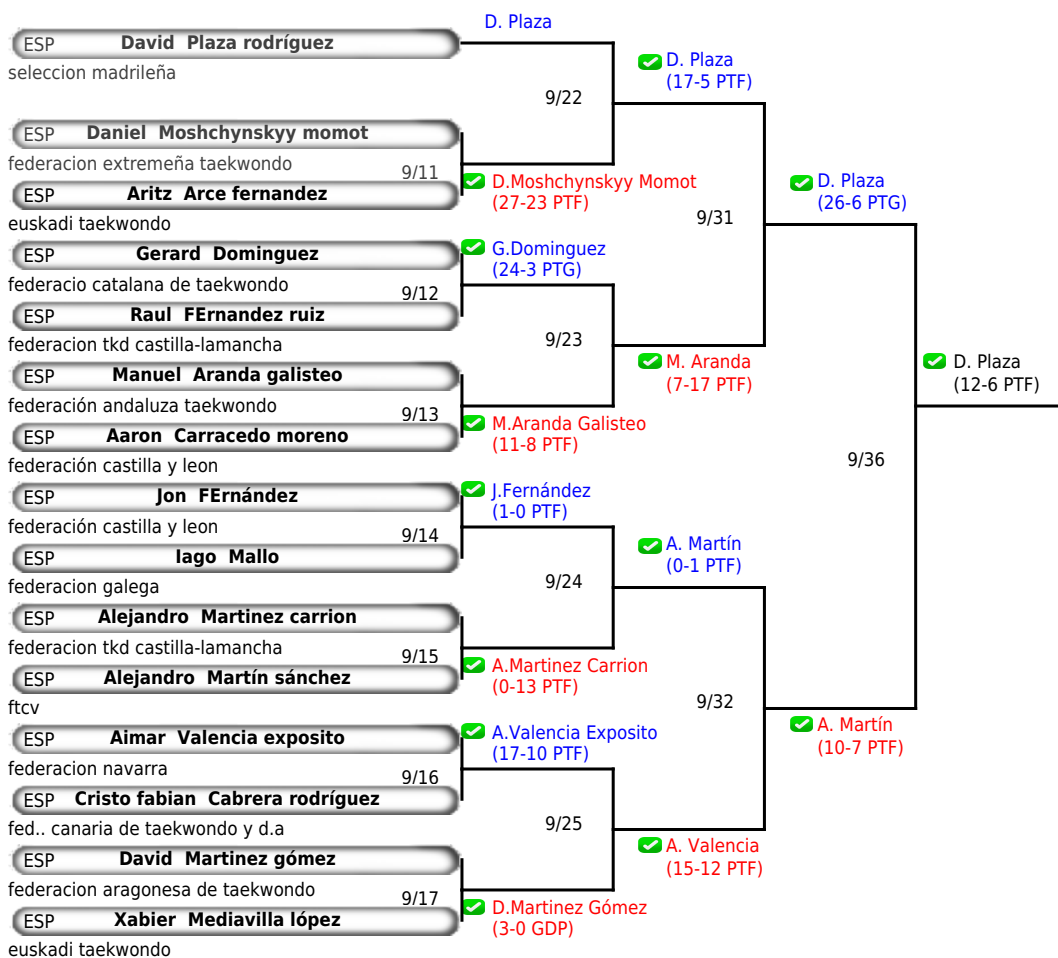 D. Plaza
ESP David Plaza rodríguez
seleccion madrileña
D. Plaza
(17-5 PTF)
9/22
ESP Daniel Moshchynskyy momot
federacion extremeña taekwondo
9/11
D.Moshchynskyy Momot
(27-23 PTF)
ESP Aritz Arce fernandez
euskadi taekwondo
D. Plaza
(26-6 PTG)
9/31
ESP Gerard Dominguez
G.Dominguez
(24-3 PTG)
federacio catalana de taekwondo
9/12
ESP Raul FErnandez ruiz
federacion tkd castilla-lamancha
9/23
ESP Manuel Aranda galisteo
M. Aranda
(7-17 PTF)
D. Plaza
(12-6 PTF)
federación andaluza taekwondo
9/13
M.Aranda Galisteo
(11-8 PTF)
ESP Aaron Carracedo moreno
federación castilla y leon
9/36
ESP Jon FErnández
J.Fernández
(1-0 PTF)
federación castilla y leon
9/14
ESP Iago Mallo
federacion galega
A. Martín
(0-1 PTF)
9/24
ESP Alejandro Martinez carrion
federacion tkd castilla-lamancha
9/15
A.Martinez Carrion
(0-13 PTF)
ESP Alejandro Martín sánchez
ftcv
9/32
ESP Aimar Valencia exposito
A.Valencia Exposito
(17-10 PTF)
A. Martín
(10-7 PTF)
federacion navarra
9/16
ESP Cristo fabian Cabrera rodríguez
fed.. canaria de taekwondo y d.a
9/25
ESP David Martinez gómez
A. Valencia
(15-12 PTF)
federacion aragonesa de taekwondo
9/17
D.Martinez Gómez
(3-0 GDP)
ESP Xabier Mediavilla lópez
euskadi taekwondo